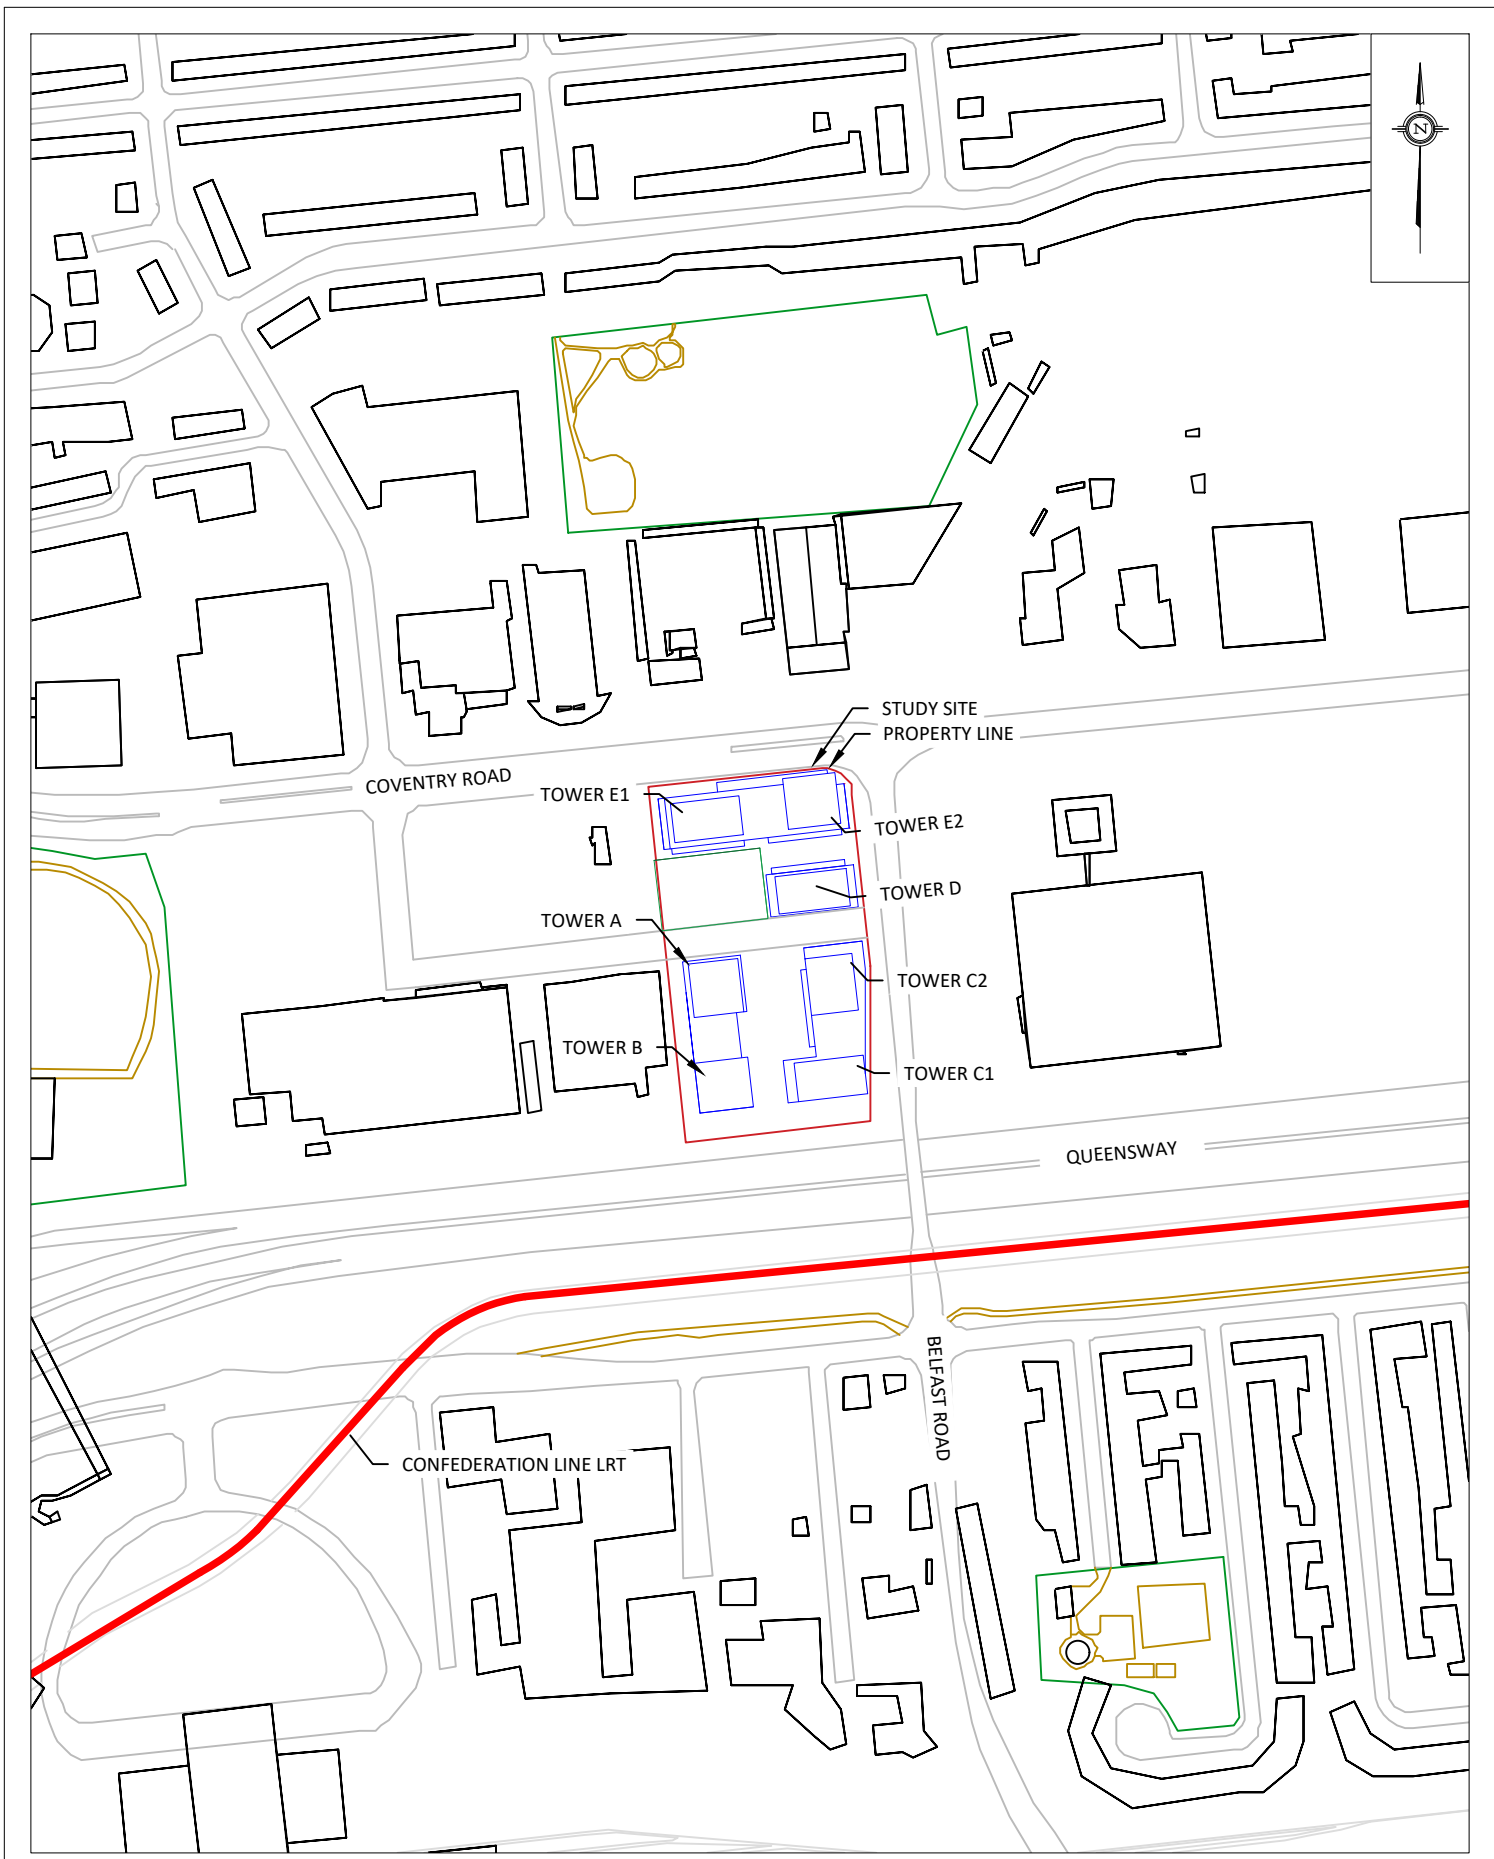 N
STUDY SITE
PROPERTY LINE
COVENTRY ROAD
TOWER E1
TOWER E2
TOWER D
TOWER A
TOWER C2
TOWER B
TOWER C1
QUEENSWAY
BELFAST ROAD
CONFEDERATION LINE LRT